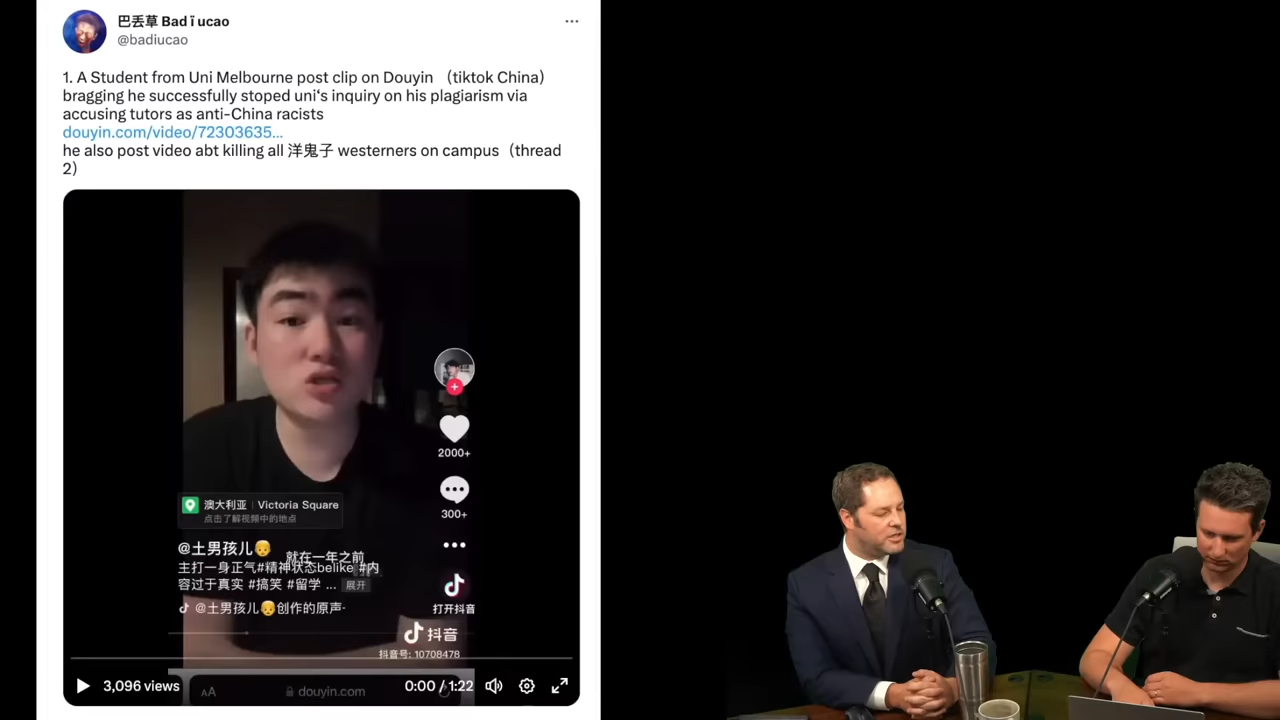 巴丢草 Bad ї ucao
@badiucao
1. A Student from Uni Melbourne post clip on Douyin （tiktok China）
bragging he successfully stoped uni‘s inquiry on his plagiarism via
accusing tutors as anti-China racists
douyin.com/video/72303635...
he also post video abt killing all 洋鬼子 westerners on campus（thread
2）
2000+
300+
澳大利亚 | Victoria Square
点击了解视频中的地点
@土男孩儿👴
就在一年之前
主打一身正气#精神状态belike #内
容过于真实 #搞笑 #留学 ... 展开
@土男孩儿👴创作的原声·
打开抖音
抖音
抖音号: 10708478
3,096 views
AA
douyin.com
0:00 / 1:22